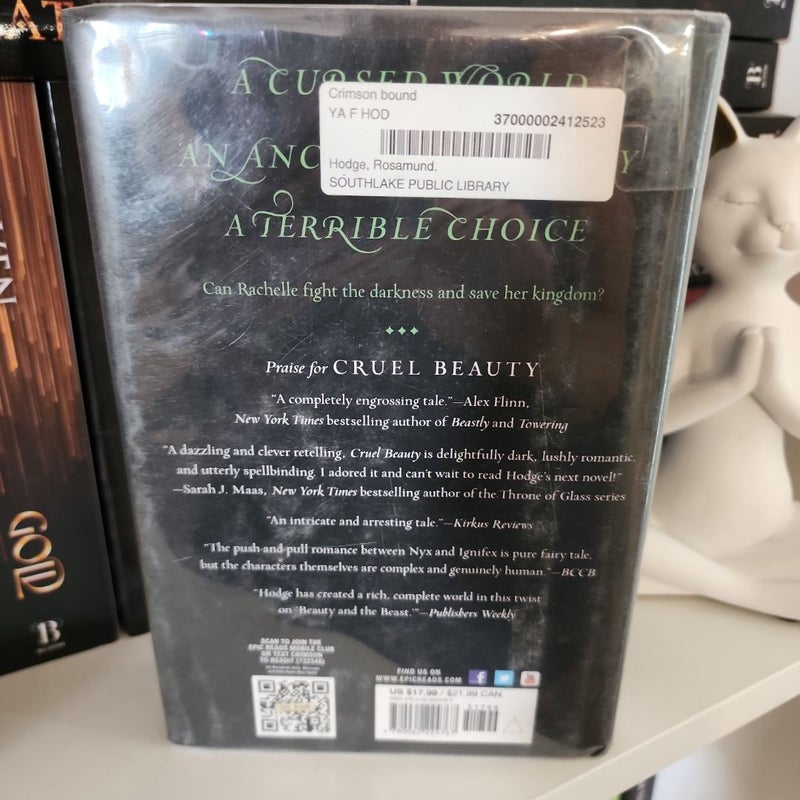 A CURSED WORLD
Crimson bound
YA F HOD
37000002412523
AN ANC
Y
Hodge, Rosamund.
SOUTHLAKE PUBLIC LIBRARY
A TERRIBLE CHOICE
Can Rachelle fight the darkness and save her kingdom?
Praise for CRUEL BEAUTY
“A completely engrossing tale.”—Alex Flinn,
New York Times bestselling author of Beastly and Towering
“A dazzling and clever retelling, Cruel Beauty is delightfully dark, lushly romantic,
and utterly spellbinding. I adored it and can't wait to read Hodge's next novel!”
—Sarah J. Maas, New York Times bestselling author of the Throne of Glass series
“An intricate and arresting tale.”—Kirkus Reviews
“The push-and-pull romance between Nyx and Ignifex is pure fairy tale,
but the characters themselves are complex and genuinely human.”—BCCB
“Hodge has created a rich, complete world in this twist
on ‘Beauty and the Beast.’”—Publishers Weekly
SCAN TO JOIN THE
EPIC READS MOBILE CLUB
OR TEXT CRIMSON
TO READIT (732348)
FIND US ON
WWW.EPICREADS.COM
US $17.99 / $21.99 CAN
51799
GOLD
B
B